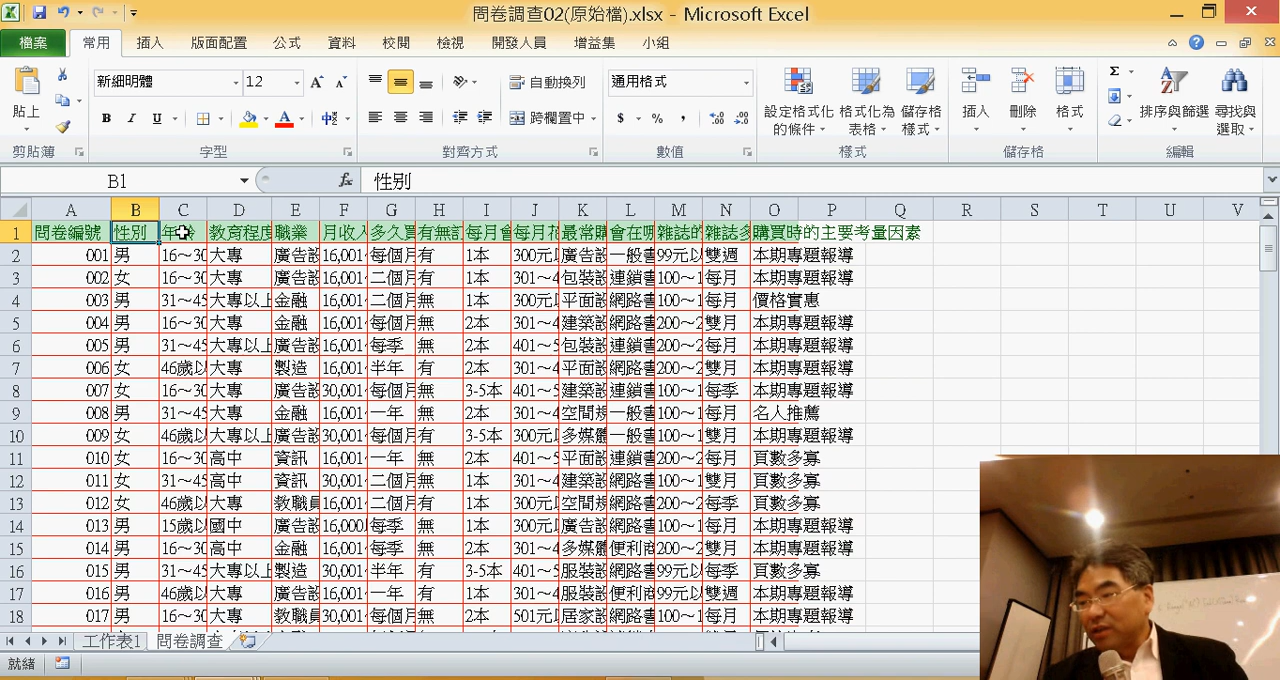 問卷調查02(原始檔).xlsx - Microsoft Excel
檔案 常用 插入 版面配置 公式 資料 校閱 檢視 開發人員 增益集 小組
貼上 新細明體 12 自動換列 通用格式 設定格式化的條件 格式化為表格 儲存格樣式 插入 刪除 格式 排序與篩選 尋找與選取
B I U 跨欄置中 $ % ,
剪貼簿 字型 對齊方式 數值 樣式 儲存格 編輯
B1 fx 性別
A B C D E F G H I J K L M N O P Q R S T U V
1 問卷編號 性別 年齡 教育程度 職業 月收入 多久買 有無訂 每月會 每月花 最常購 會在哪 雜誌的 雜誌多 購買時的主要考量因素
2 001 男 16～30 大專 廣告設 16,001 每個月 有 1本 300元以 廣告設 一般書 99元以 雙週 本期專題報導
3 002 女 16～30 大專 廣告設 16,001 二個月 有 1本 301～4 包裝設 連鎖書 100～1 每月 本期專題報導
4 003 男 31～45 大專以上 金融 16,001 二個月 無 1本 300元以 平面設 網路書 100～1 每月 價格實惠
5 004 男 16～30 大專 金融 16,001 每個月 無 2本 301～4 建築設 網路書 200～2 雙月 本期專題報導
6 005 男 31～45 大專以上 廣告設 16,001 每季 無 2本 401～5 包裝設 網路書 100～1 每月 本期專題報導
7 006 女 46歲以 大專 製造 16,001 半年 有 2本 301～4 平面設 網路書 200～2 雙月 本期專題報導
8 007 女 16～30 大專 廣告設 30,001 每個月 有 3-5本 401～5 建築設 連鎖書 100～1 每季 本期專題報導
9 008 男 31～45 大專 金融 16,001 一年 無 2本 301～4 空間規 一般書 100～1 每月 名人推薦
10 009 女 46歲以 大專以上 廣告設 30,001 每個月 有 3-5本 300元以 多媒體 一般書 100～1 雙月 本期專題報導
11 010 女 16～30 高中 資訊 16,001 一年 無 2本 401～5 平面設 連鎖書 100～1 每月 頁數多寡
12 011 女 31～45 高中 資訊 30,001 二個月 無 1本 301～4 服裝設 網路書 100～1 每月 頁數多寡
13 012 女 46歲以 大專 教職員 16,001 二個月 有 1本 300元以 空間規 網路書 200～2 每季 頁數多寡
14 013 男 15歲以 國中 廣告設 16,000 每季 無 1本 300元以 廣告設 網路書 100～1 每月 本期專題報導
15 014 男 16～30 高中 金融 16,001 每季 無 2本 301～4 多媒體 便利商 200～2 雙月 本期專題報導
16 015 男 31～45 大專以上 製造 30,001 半年 有 3-5本 401～5 服裝設 網路書 99元以 每季 頁數多寡
17 016 女 46歲以 大專 製造 16,001 一年 有 1本 301～4 服裝設 便利商 99元以 雙週 本期專題報導
18 017 男 16～30 大專 教職員 30,001 每個月 無 2本 501元以 居家設 網路書 100～1 每月 本期專題報導
工作表1 問卷調查
就緒